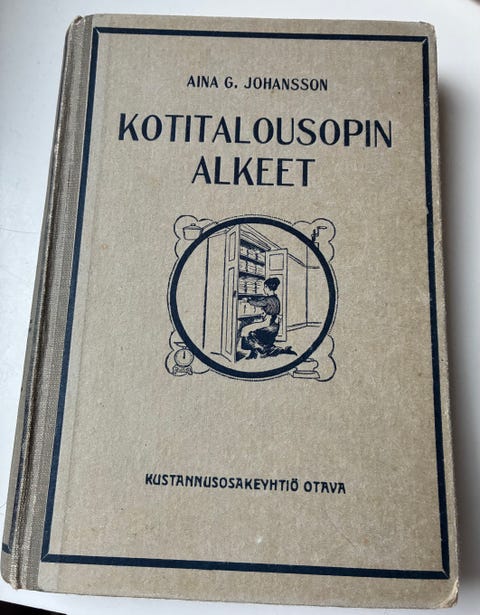 AINA G. JOHANSSON
KOTITALOUSOPIN
ALKEET
KUSTANNUSOSAKEYHTIÖ OTAVA